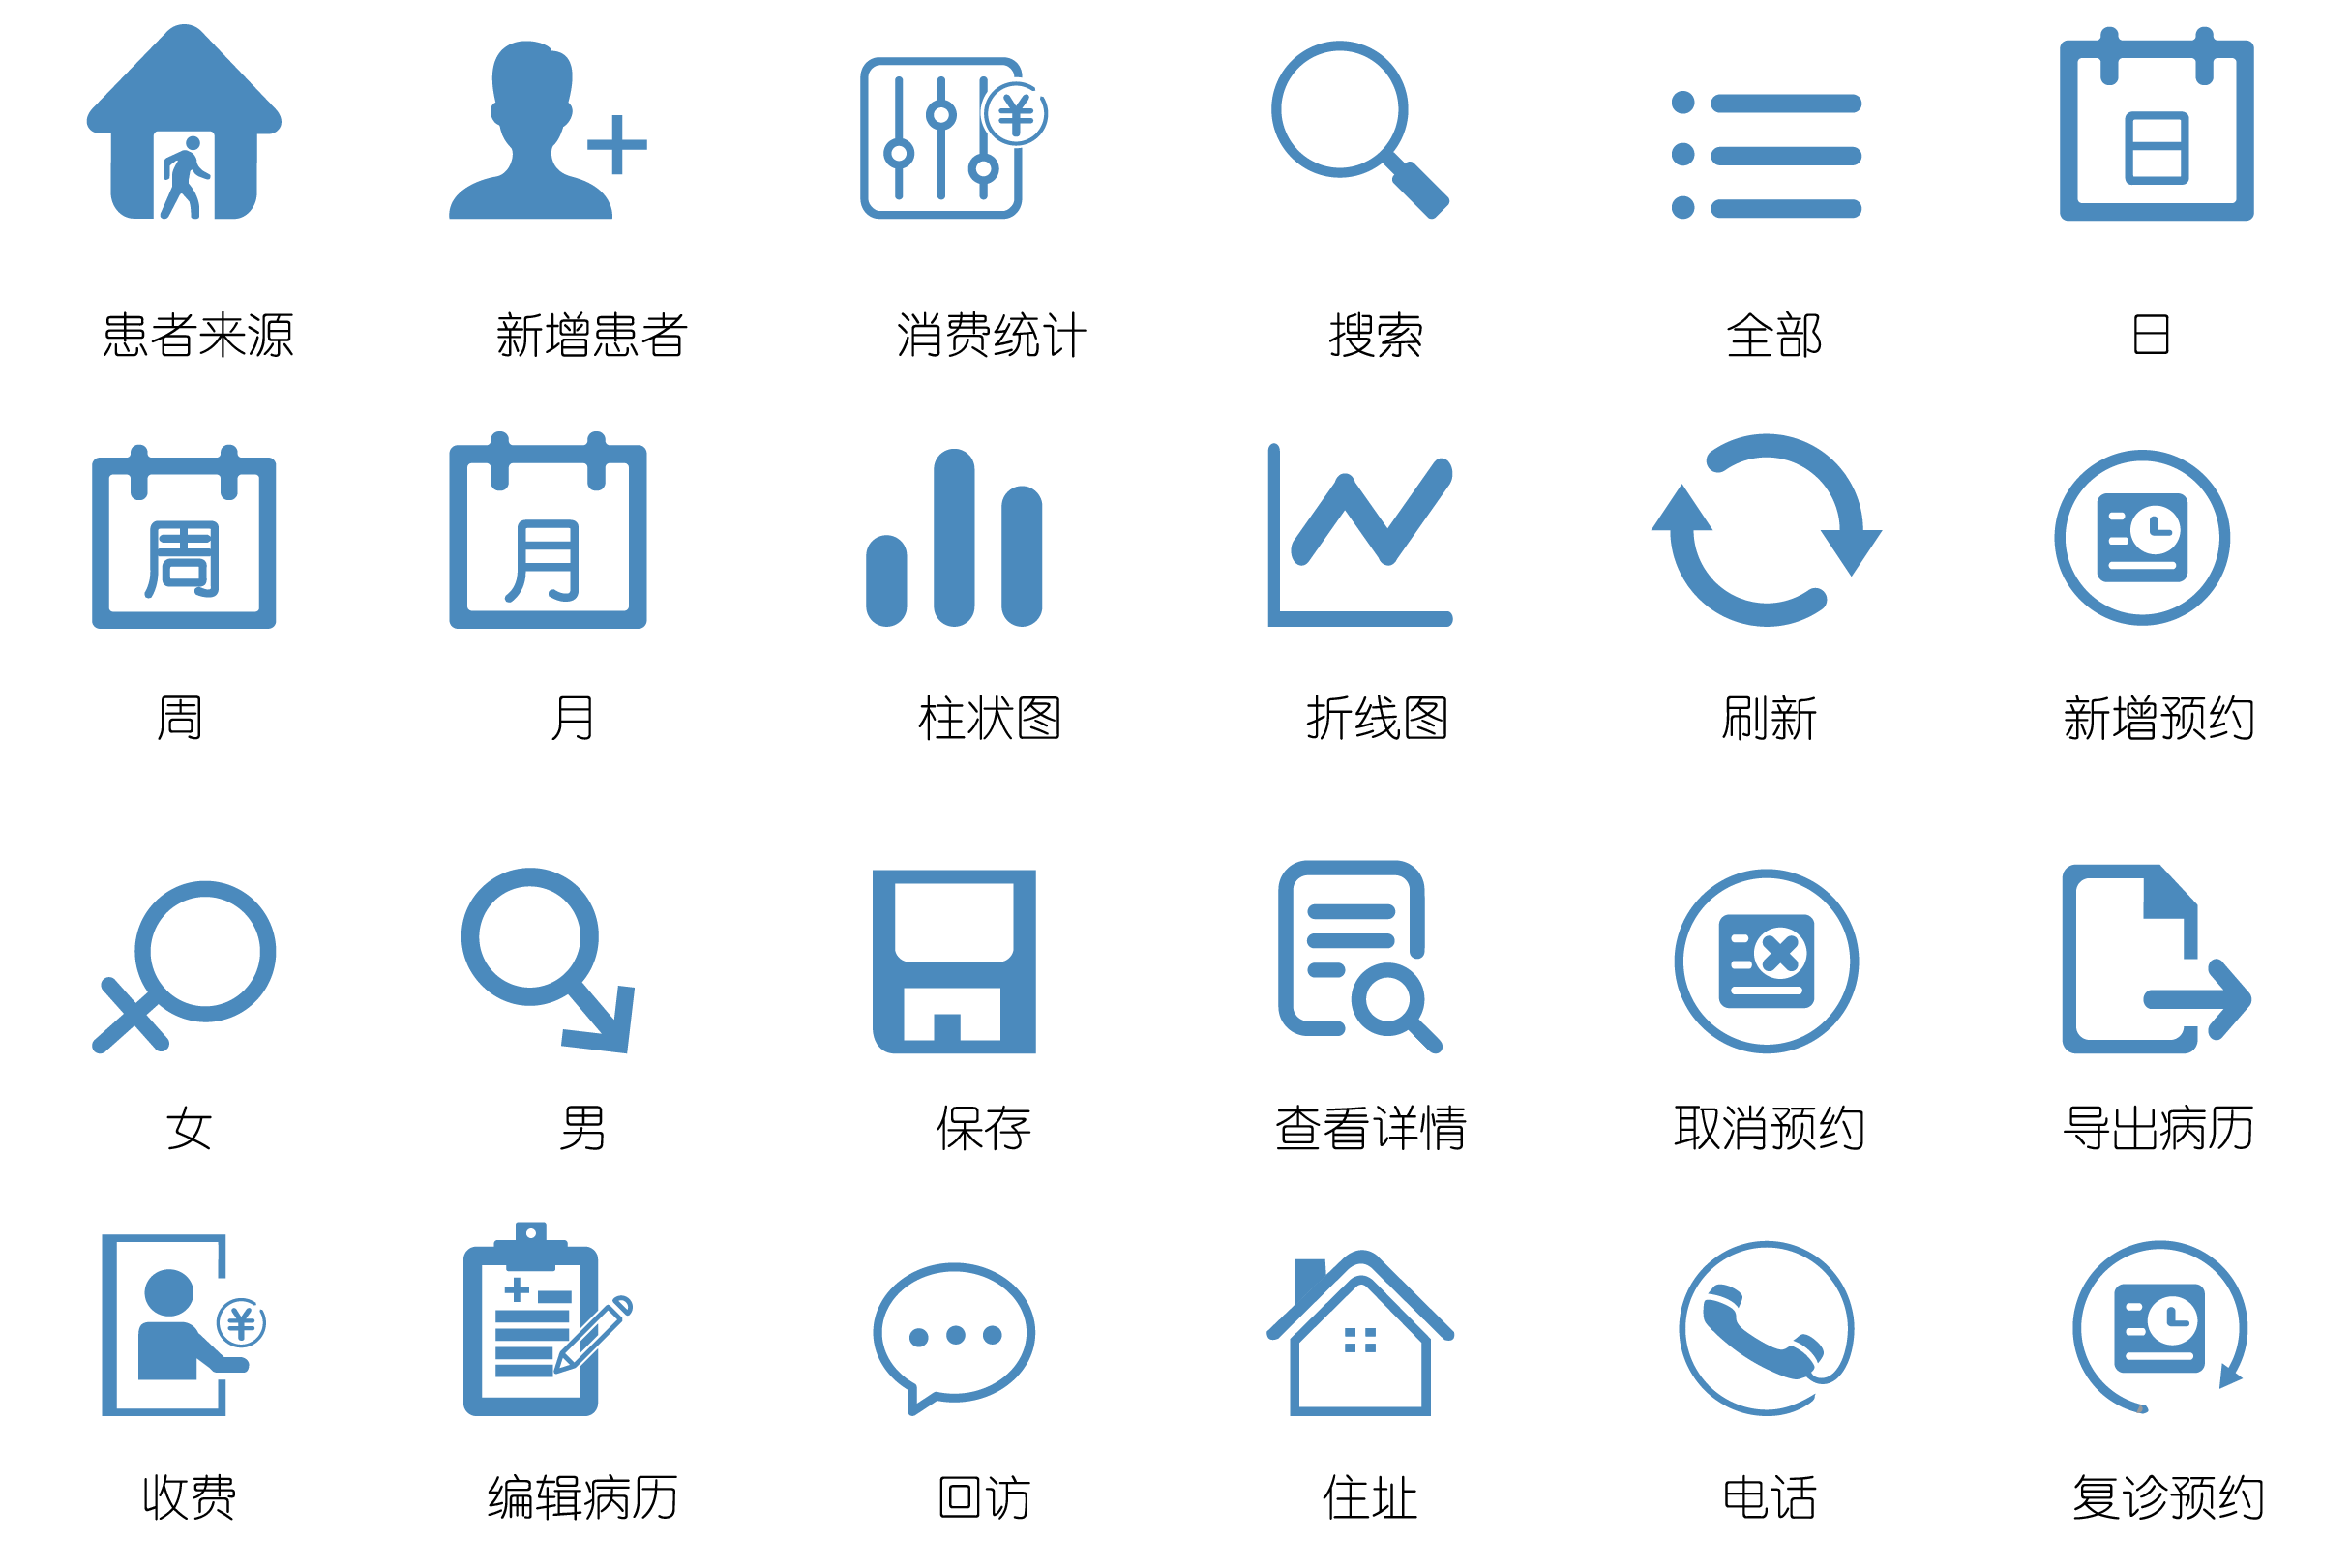 日
患者来源 新增患者 消费统计 搜索 全部 日
周 月
周 月 柱状图 折线图 刷新 新增预约
女 男 保存 查看详情 取消预约 导出病历
收费 编辑病历 回访 住址 电话 复诊预约